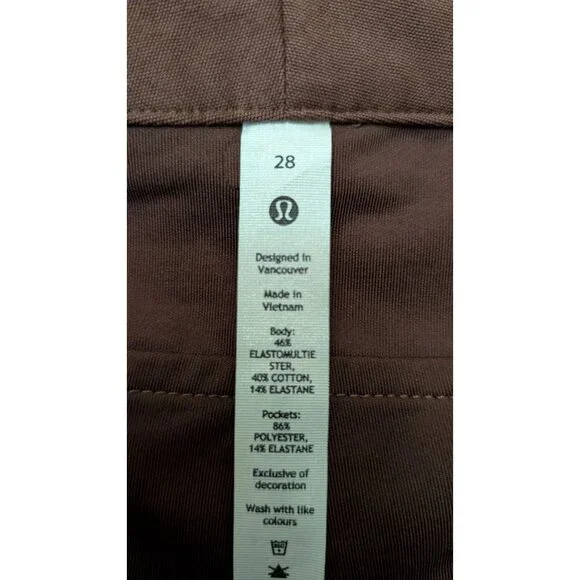 28
Designed in
Vancouver
Made in
Vietnam
Body:
46%
ELASTOMULTIE
STER,
40% COTTON,
14% ELASTANE
Pockets:
86%
POLYESTER,
14% ELASTANE
Exclusive of
decoration
Wash with like
colours